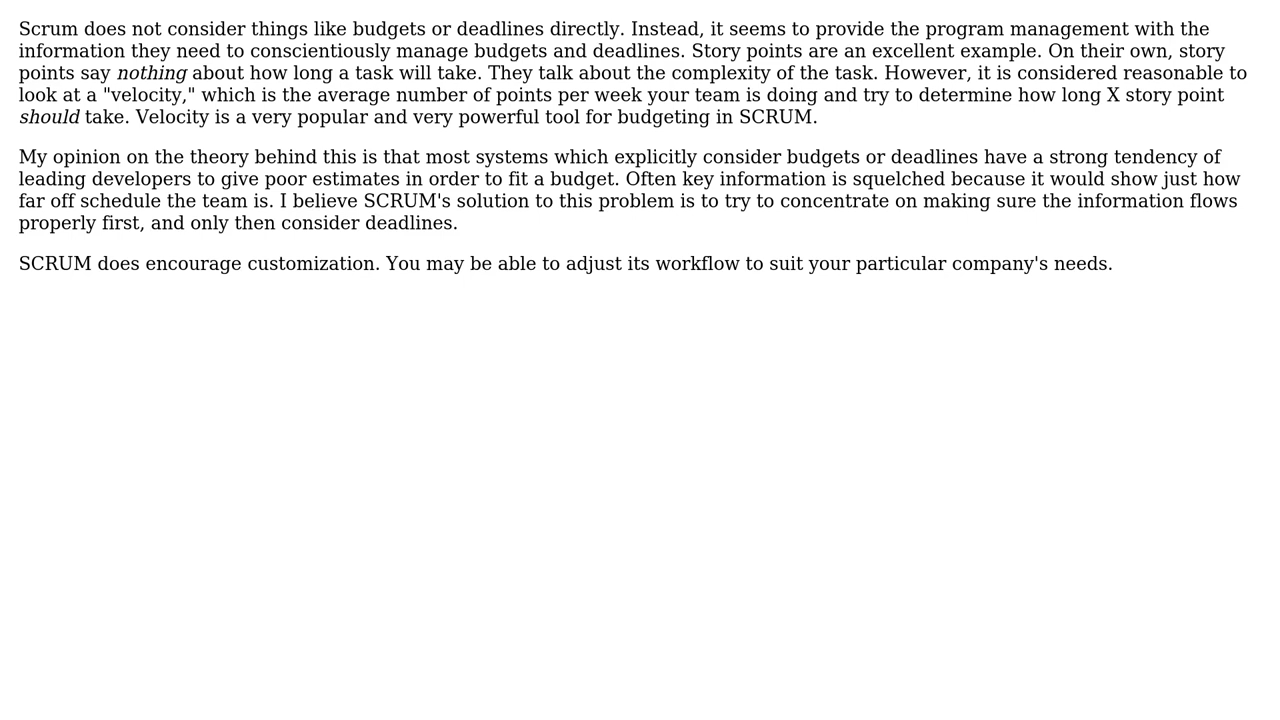 Scrum does not consider things like budgets or deadlines directly. Instead, it seems to provide the program management with the
information they need to conscientiously manage budgets and deadlines. Story points are an excellent example. On their own, story
points say nothing about how long a task will take. They talk about the complexity of the task. However, it is considered reasonable to
look at a "velocity," which is the average number of points per week your team is doing and try to determine how long X story point
should take. Velocity is a very popular and very powerful tool for budgeting in SCRUM.
My opinion on the theory behind this is that most systems which explicitly consider budgets or deadlines have a strong tendency of
leading developers to give poor estimates in order to fit a budget. Often key information is squelched because it would show just how
far off schedule the team is. I believe SCRUM's solution to this problem is to try to concentrate on making sure the information flows
properly first, and only then consider deadlines.
SCRUM does encourage customization. You may be able to adjust its workflow to suit your particular company's needs.